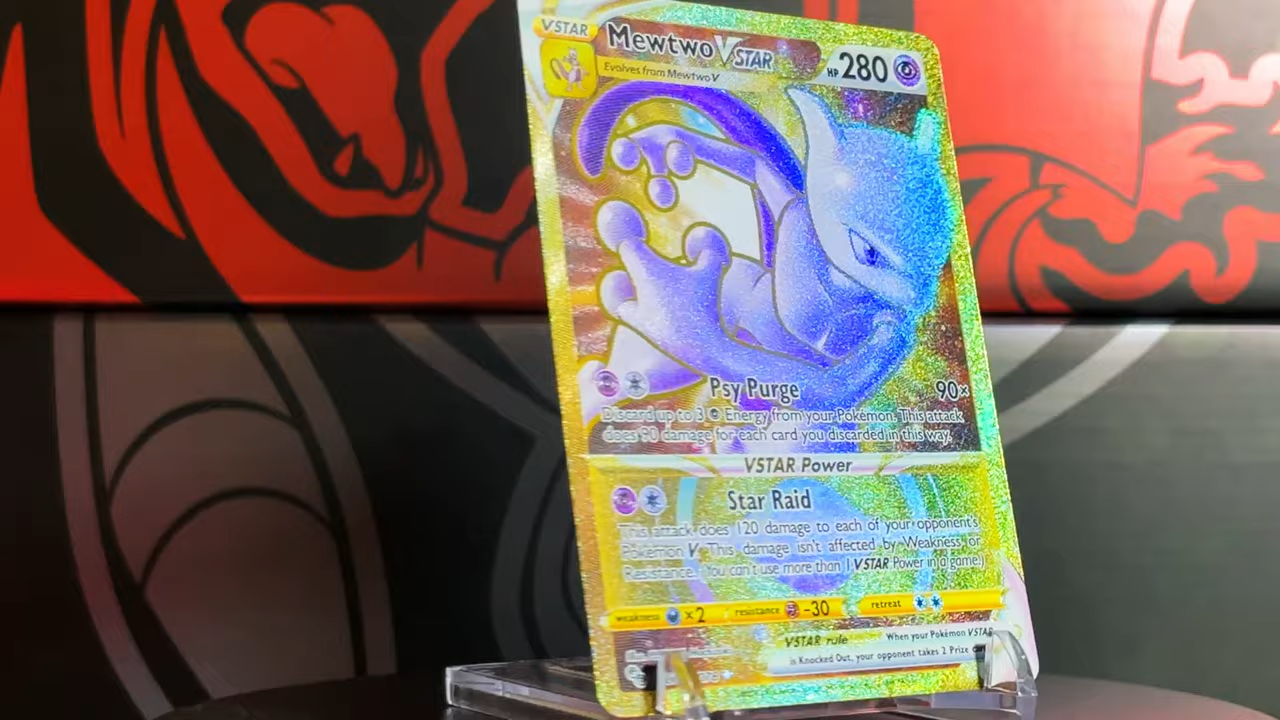 VSTAR
Mewtwo VSTAR
HP 280
Evolves from Mewtwo V
Psy Purge 90×
Discard up to 3 Energy from your Pokémon. This attack
does 90 damage for each card you discarded in this way.
VSTAR Power
Star Raid
This attack does 120 damage to each of your opponent's
Pokémon V. This damage isn't affected by Weakness or
Resistance. (You can't use more than 1 VSTAR Power in a game.)
weakness ×2 resistance -30 retreat
VSTAR rule When your Pokémon VSTAR
is Knocked Out, your opponent takes 2 Prize